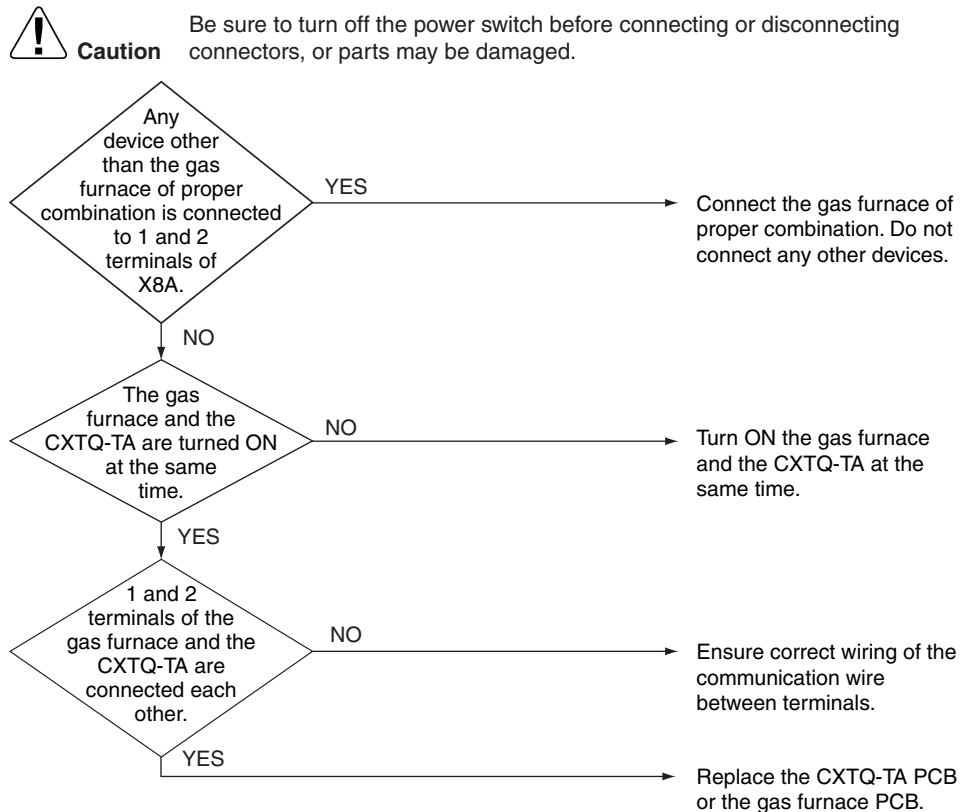 Be sure to turn off the power switch before connecting or disconnecting
Caution connectors, or parts may be damaged.
Any
device other
than the gas
furnace of proper
combination is connected
to 1 and 2
terminals of
X8A.
YES
Connect the gas furnace of
proper combination. Do not
connect any other devices.
NO
The gas
furnace and the
CXTQ-TA are turned ON
at the same
time.
NO
Turn ON the gas furnace
and the CXTQ-TA at the
same time.
YES
1 and 2
terminals of the
gas furnace and the
CXTQ-TA are
connected each
other.
NO
Ensure correct wiring of the
communication wire
between terminals.
YES
Replace the CXTQ-TA PCB
or the gas furnace PCB.